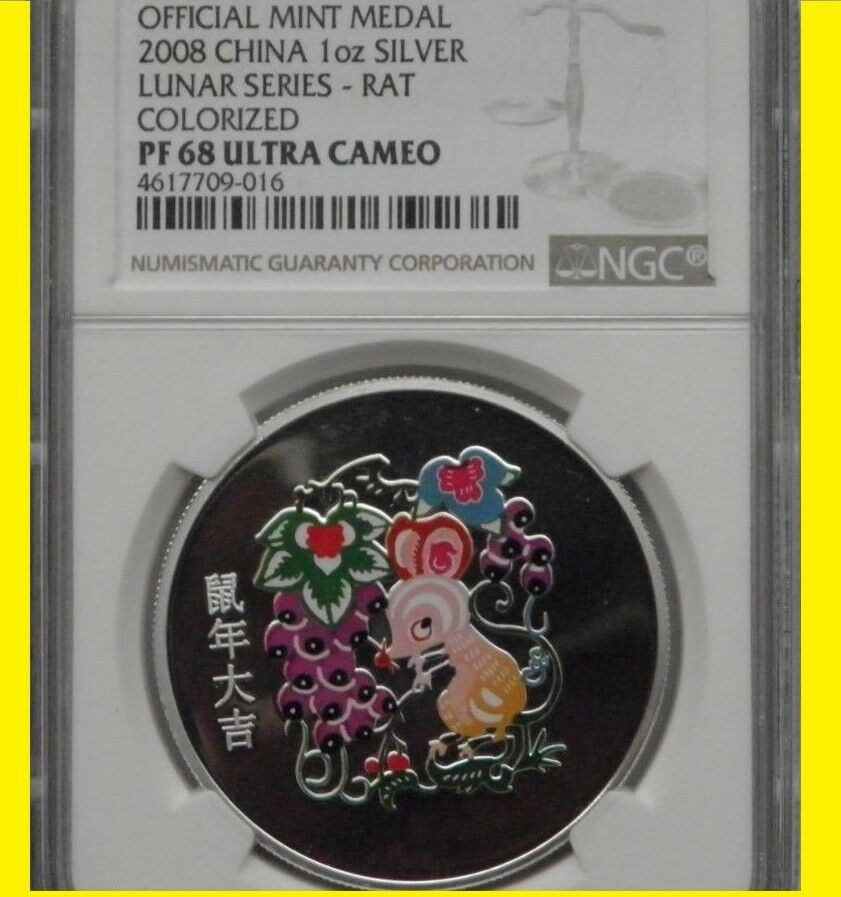 OFFICIAL MINT MEDAL
2008 CHINA 1oz SILVER
LUNAR SERIES - RAT
COLORIZED
PF 68 ULTRA CAMEO
4617709-016
NUMISMATIC GUARANTY CORPORATION
NGC®
鼠年大吉